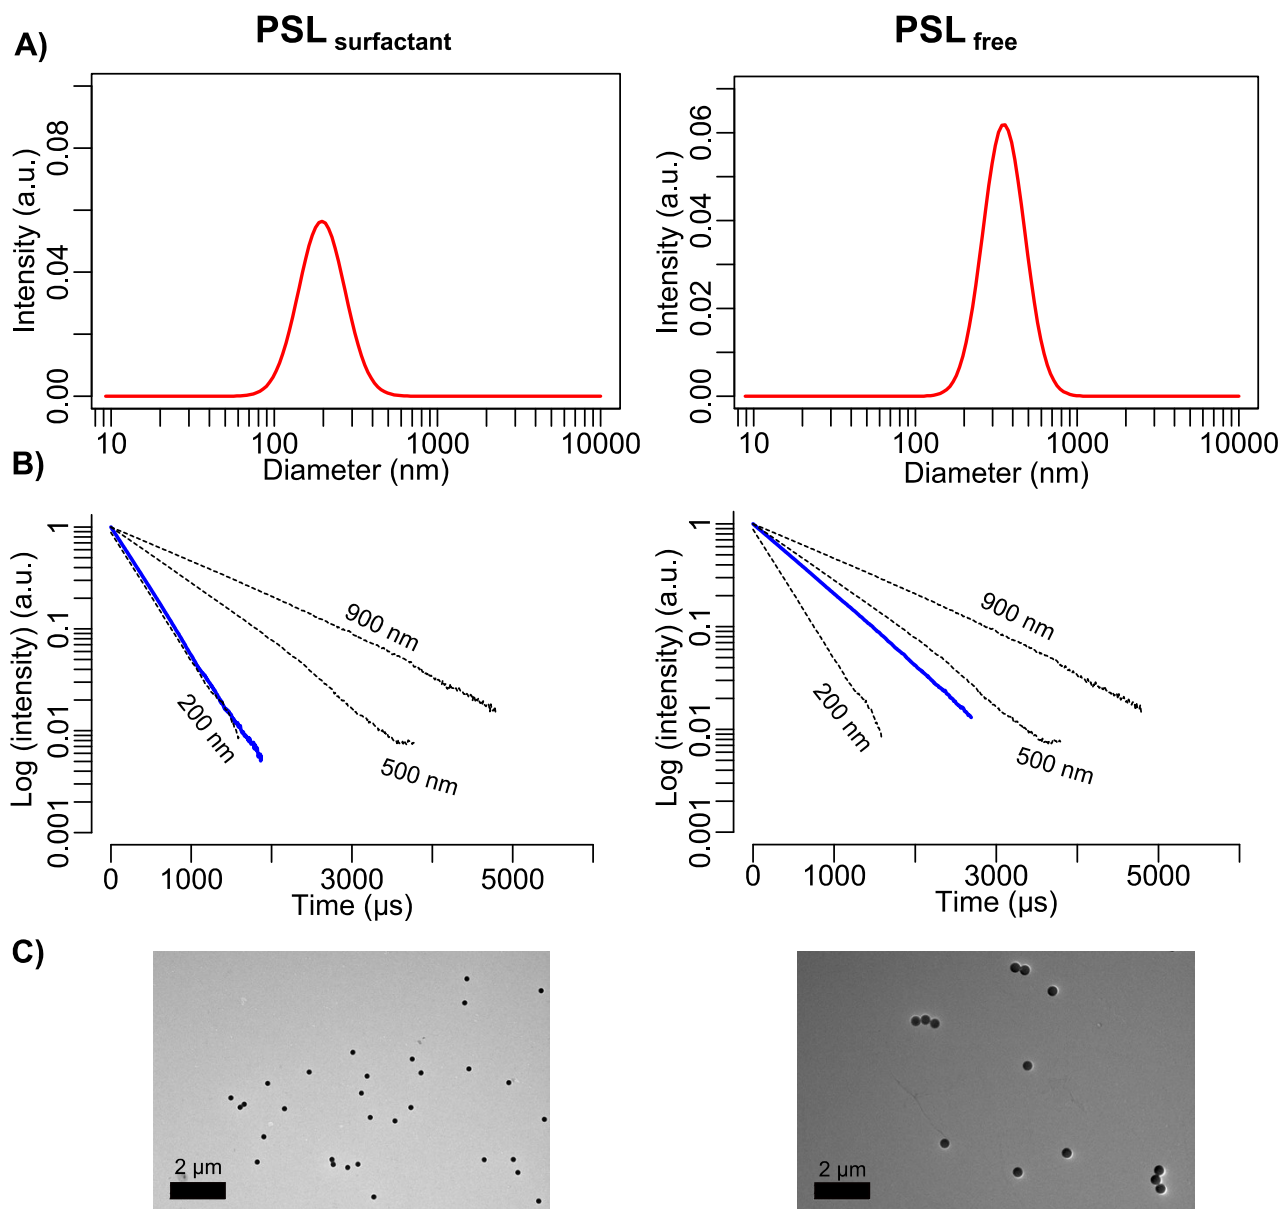 A)
PSL surfactant
PSL free
Intensity (a.u.)
0.00
0.04
0.08
10
100
1000
10000
Diameter (nm)
Intensity (a.u.)
0.00
0.02
0.04
0.06
10
100
1000
10000
Diameter (nm)
B)
Log (intensity) (a.u.)
1
0.1
0.01
0.001
900 nm
200 nm
500 nm
0
1000
3000
5000
Time (µs)
Log (intensity) (a.u.)
1
0.1
0.01
0.001
900 nm
200 nm
500 nm
0
1000
3000
5000
Time (µs)
C)
2 µm
2 µm